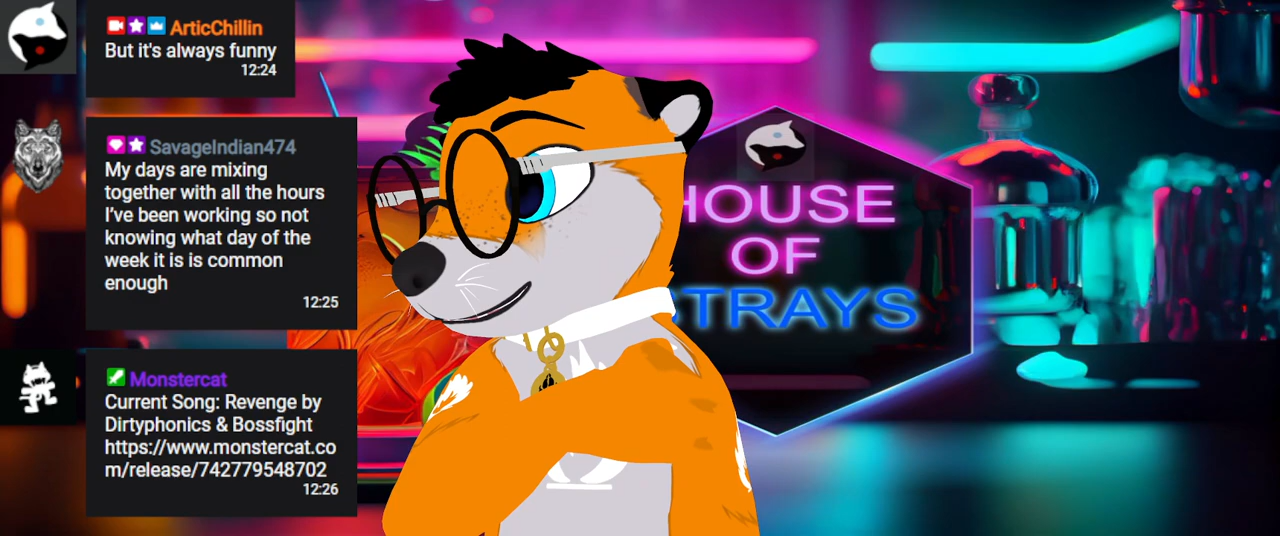 ArticChillin
But it's always funny
12:24
SavageIndian474
My days are mixing
together with all the hours
I've been working so not
knowing what day of the
week it is is common
enough
12:25
Monstercat
Current Song: Revenge by
Dirtyphonics & Bossfight
https://www.monstercat.co
m/release/742779548702
12:26
HOUSE
OF
TRAYS